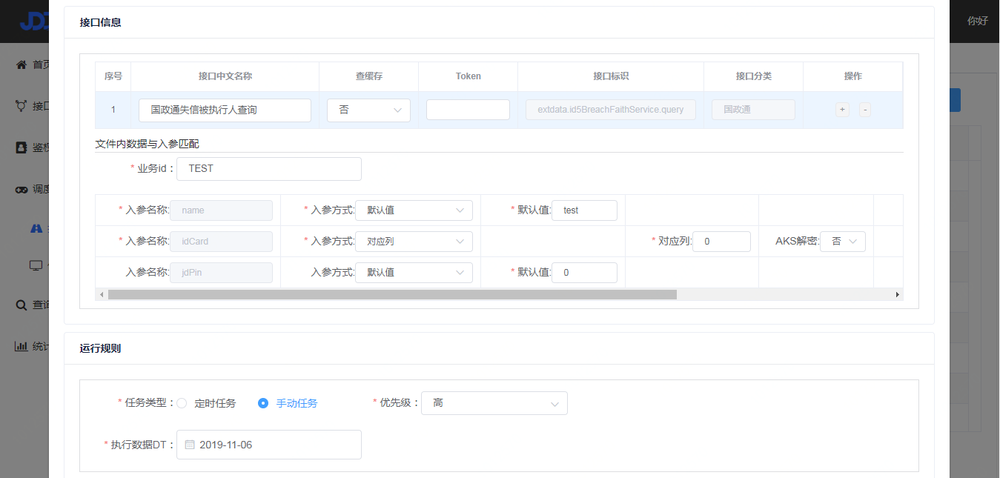 接口信息
你好
首页
接口
鉴权
调度
查询
统计
序号 接口中文名称 查缓存 Token 接口标识 接口分类 操作
1 国政通失信被执行人查询 否 extdata.id5BreachFaithService.query 国政通 + -
文件内数据与入参匹配
* 业务id : TEST
* 入参名称: name * 入参方式: 默认值 * 默认值: test
* 入参名称: idCard * 入参方式: 对应列 * 对应列: 0 AKS解密: 否
入参名称: jdPin 入参方式: 默认值 * 默认值: 0
运行规则
* 任务类型 : 定时任务 手动任务 * 优先级 : 高
* 执行数据DT : 2019-11-06